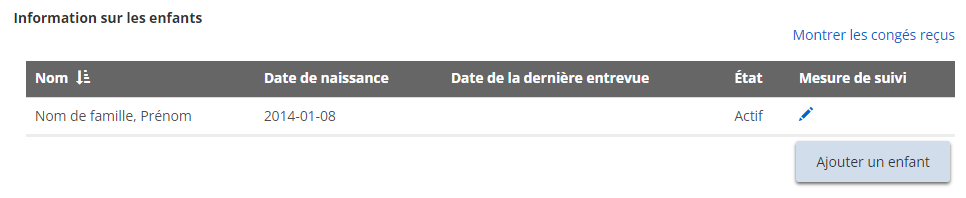 Information sur les enfants
Montrer les congés reçus
Nom Date de naissance Date de la dernière entrevue État Mesure de suivi
Nom de famille, Prénom 2014-01-08 Actif
Ajouter un enfant